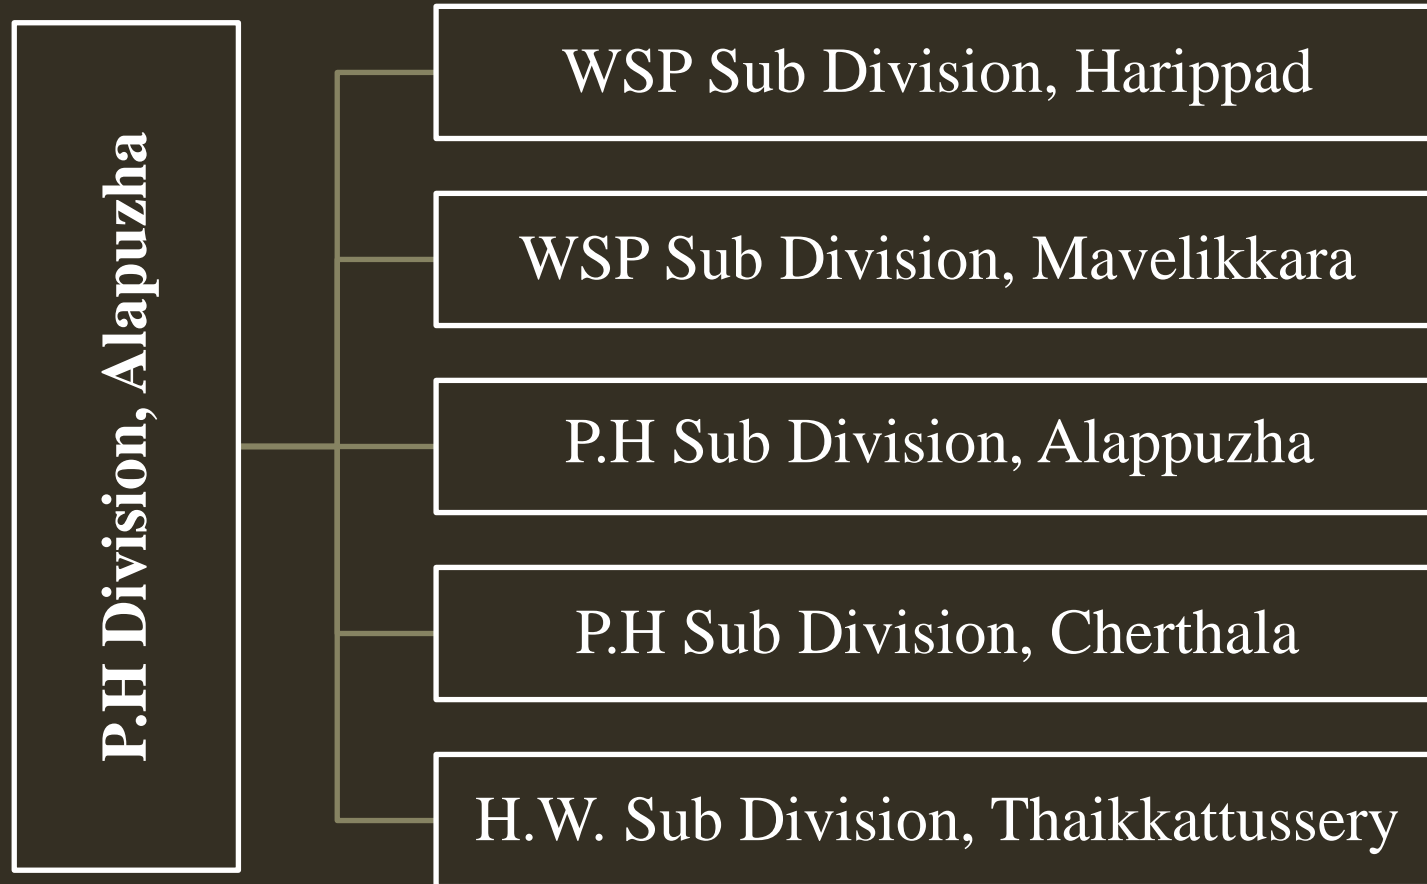 P.H Division, Alapuzha
WSP Sub Division, Harippad
WSP Sub Division, Mavelikkara
P.H Sub Division, Alappuzha
P.H Sub Division, Cherthala
H.W. Sub Division, Thaikkattussery